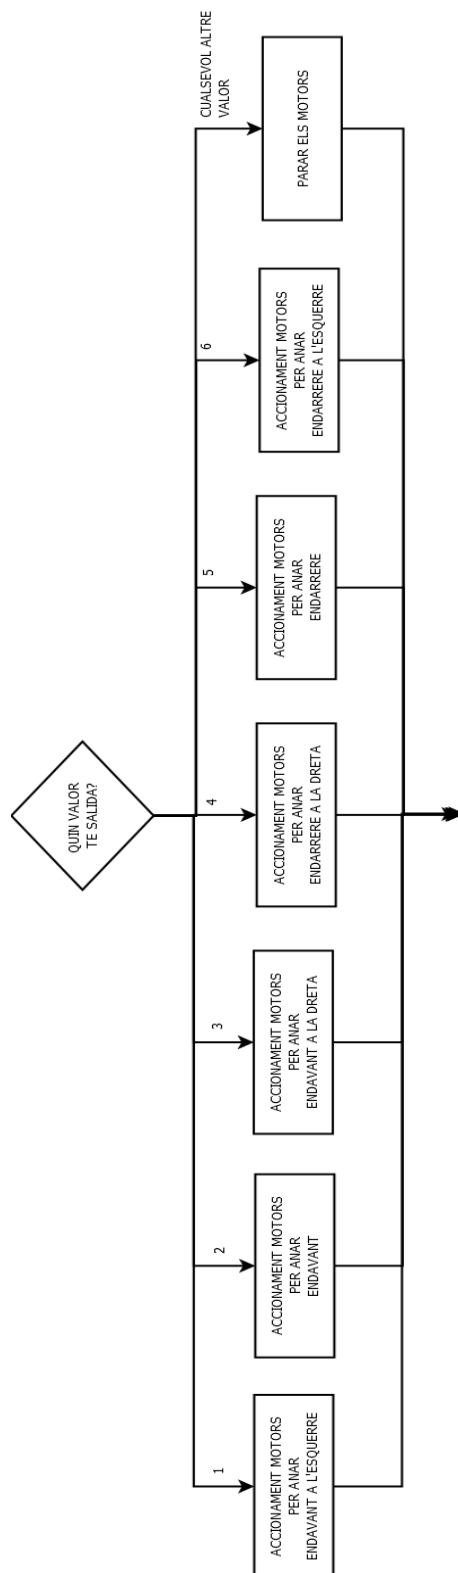 QUIN VALOR
TE SALIDA?
1
ACCIONAMENT MOTORS
PER ANAR
ENDAVANT A L'ESQUERRE
2
ACCIONAMENT MOTORS
PER ANAR
ENDAVANT
3
ACCIONAMENT MOTORS
PER ANAR
ENDAVANT A LA DRETA
4
ACCIONAMENT MOTORS
PER ANAR
ENDARRERE A LA DRETA
5
ACCIONAMENT MOTORS
PER ANAR
ENDARRERE
6
ACCIONAMENT MOTORS
PER ANAR
ENDARRERE A L'ESQUERRE
CUALSEVOL ALTRE
VALOR
PARAR ELS MOTORS